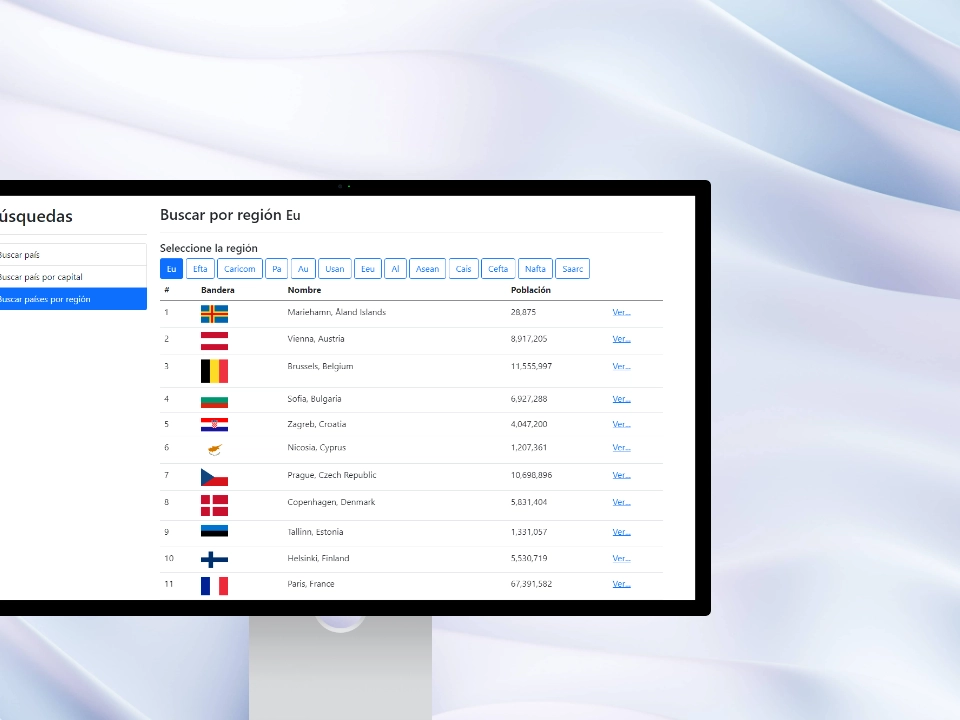 úsquedas
Buscar país
Buscar país por capital
Buscar países por región
Buscar por región Eu
Seleccione la región
Eu Efta Caricom Pa Au Usan Eeu Al Asean Cais Cefta Nafta Saarc
# Bandera Nombre Población
1 Mariehamn, Åland Islands 28,875 Ver...
2 Vienna, Austria 8,917,205 Ver...
3 Brussels, Belgium 11,555,997 Ver...
4 Sofia, Bulgaria 6,927,288 Ver...
5 Zagreb, Croatia 4,047,200 Ver...
6 Nicosia, Cyprus 1,207,361 Ver...
7 Prague, Czech Republic 10,698,896 Ver...
8 Copenhagen, Denmark 5,831,404 Ver...
9 Tallinn, Estonia 1,331,057 Ver...
10 Helsinki, Finland 5,530,719 Ver...
11 Paris, France 67,391,582 Ver...